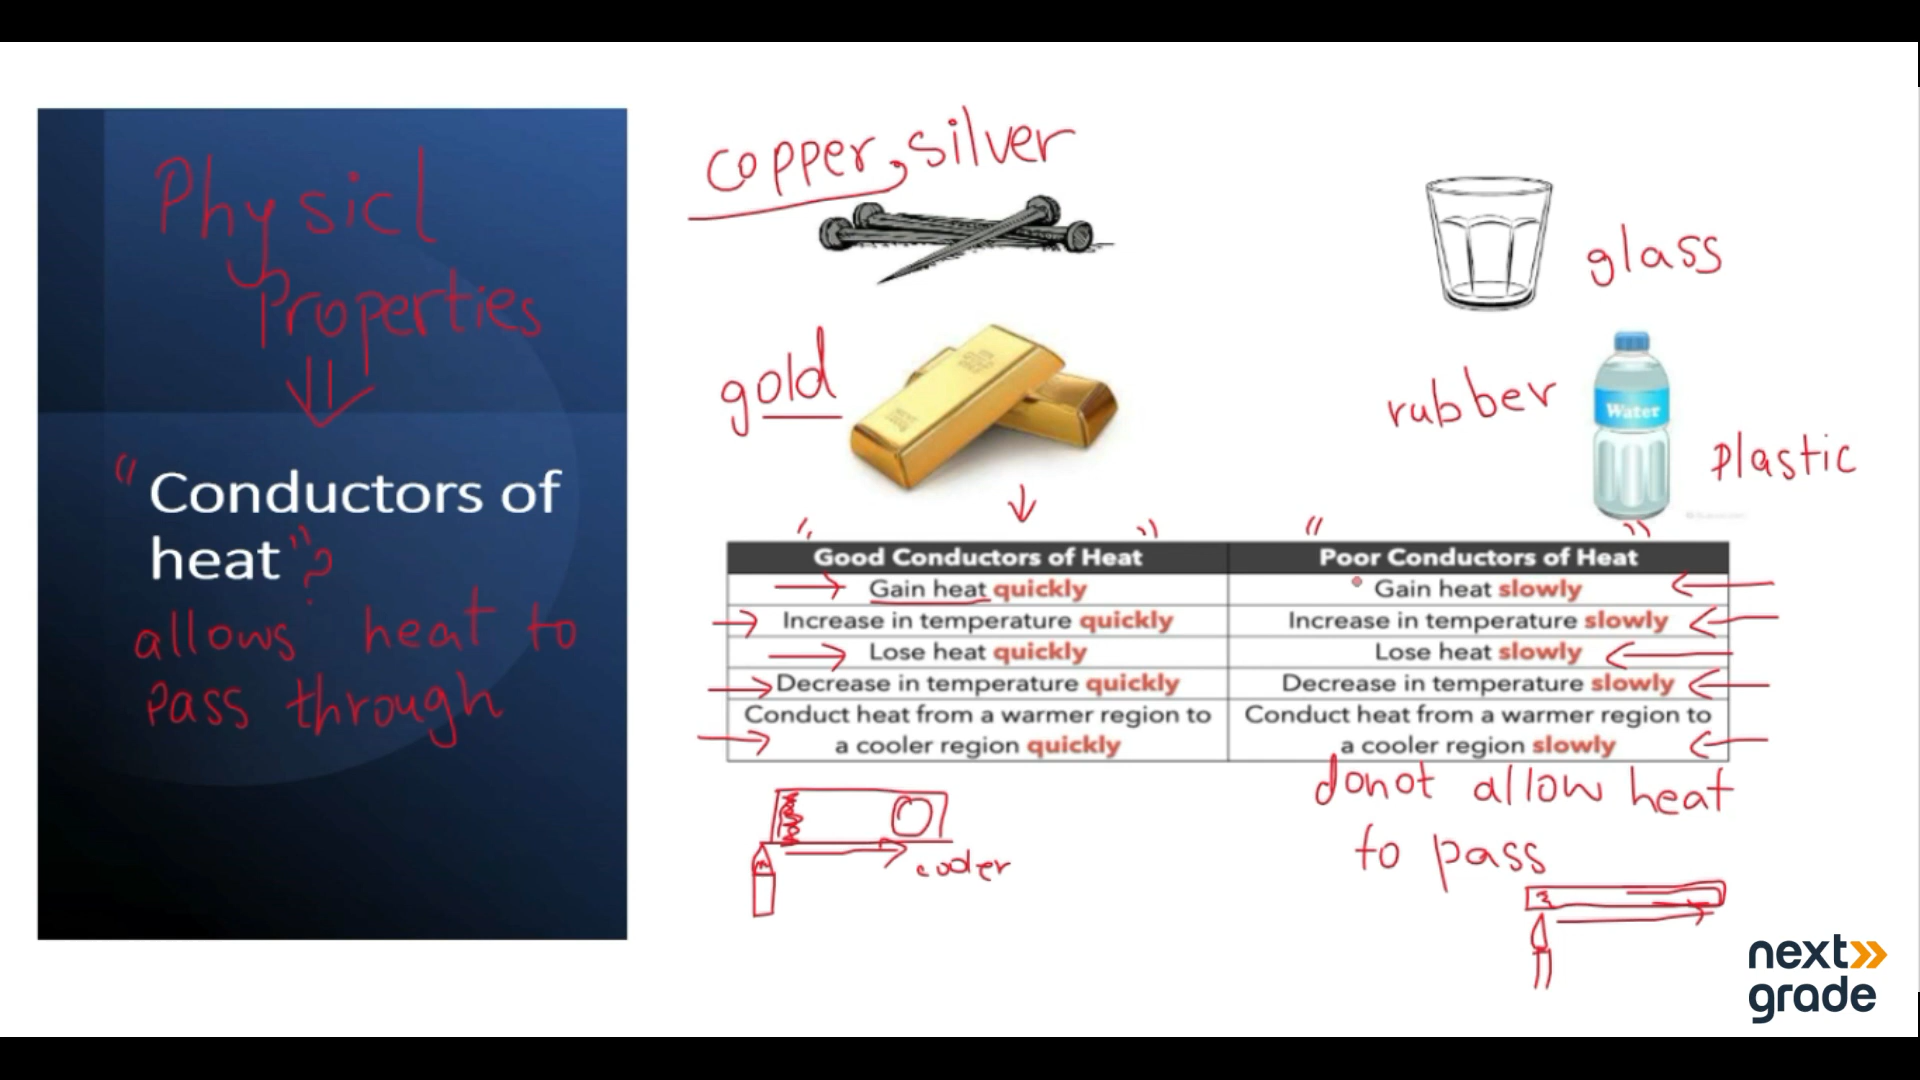 Physicl
Properties
"Conductors of
heat"?
allows heat to
pass through
copper, silver
gold
glass
rubber
Water
plastic
"Good Conductors of Heat"
"Poor Conductors of Heat"
Gain heat quickly
Gain heat slowly
Increase in temperature quickly
Increase in temperature slowly
Lose heat quickly
Lose heat slowly
Decrease in temperature quickly
Decrease in temperature slowly
Conduct heat from a warmer region to
a cooler region quickly
Conduct heat from a warmer region to
a cooler region slowly
donot allow heat
to pass
next
grade